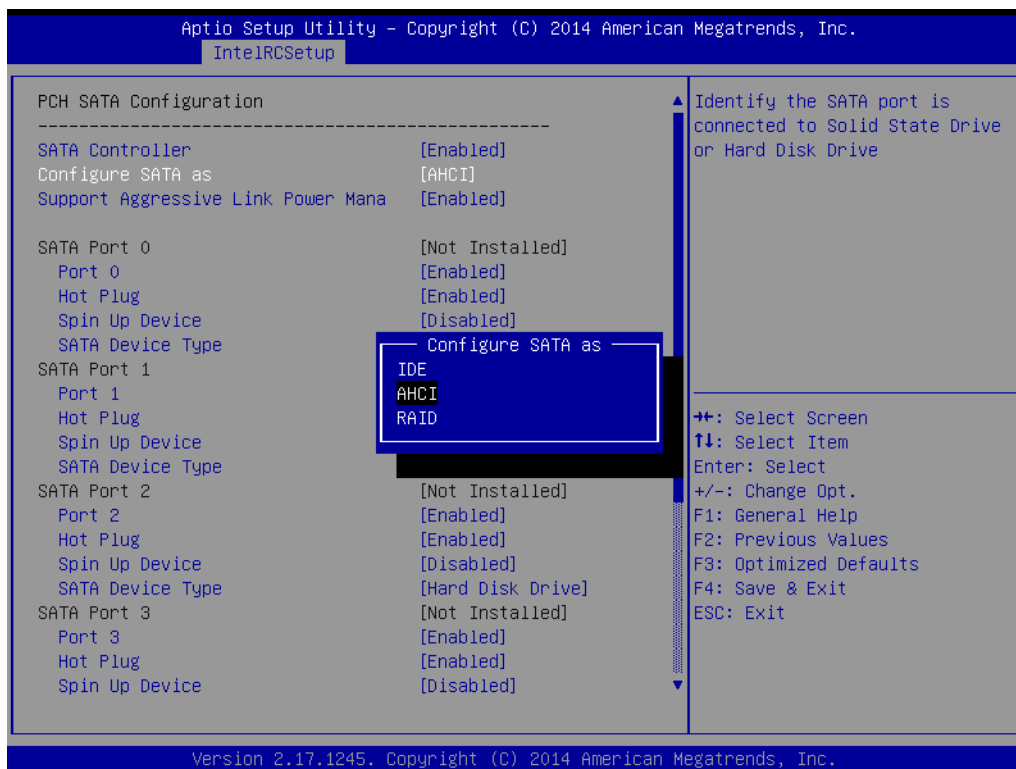 Aptio Setup Utility – Copyright (C) 2014 American Megatrends, Inc.
IntelRCSetup
PCH SATA Configuration
--------------------------------------------------
SATA Controller [Enabled]
Configure SATA as [AHCI]
Support Aggressive Link Power Mana [Enabled]
SATA Port 0 [Not Installed]
Port 0 [Enabled]
Hot Plug [Enabled]
Spin Up Device [Disabled]
SATA Device Type
SATA Port 1
Port 1
Hot Plug
Spin Up Device
SATA Device Type
SATA Port 2 [Not Installed]
Port 2 [Enabled]
Hot Plug [Enabled]
Spin Up Device [Disabled]
SATA Device Type [Hard Disk Drive]
SATA Port 3 [Not Installed]
Port 3 [Enabled]
Hot Plug [Enabled]
Spin Up Device [Disabled]
Configure SATA as
IDE
AHCI
RAID
Identify the SATA port is
connected to Solid State Drive
or Hard Disk Drive
→←: Select Screen
↑↓: Select Item
Enter: Select
+/-: Change Opt.
F1: General Help
F2: Previous Values
F3: Optimized Defaults
F4: Save & Exit
ESC: Exit
Version 2.17.1245. Copyright (C) 2014 American Megatrends, Inc.